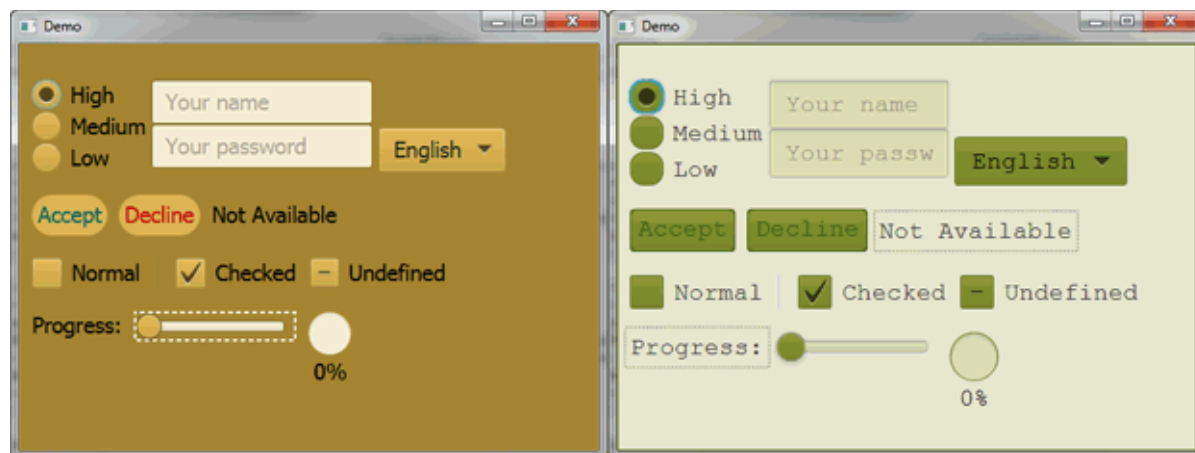 Demo
High
Your name
Medium
Your password
English
Low
Accept Decline Not Available
Normal Checked Undefined
Progress:
0%
Demo
High
Your name
Medium
Your passw
English
Low
Accept Decline Not Available
Normal Checked Undefined
Progress:
0%